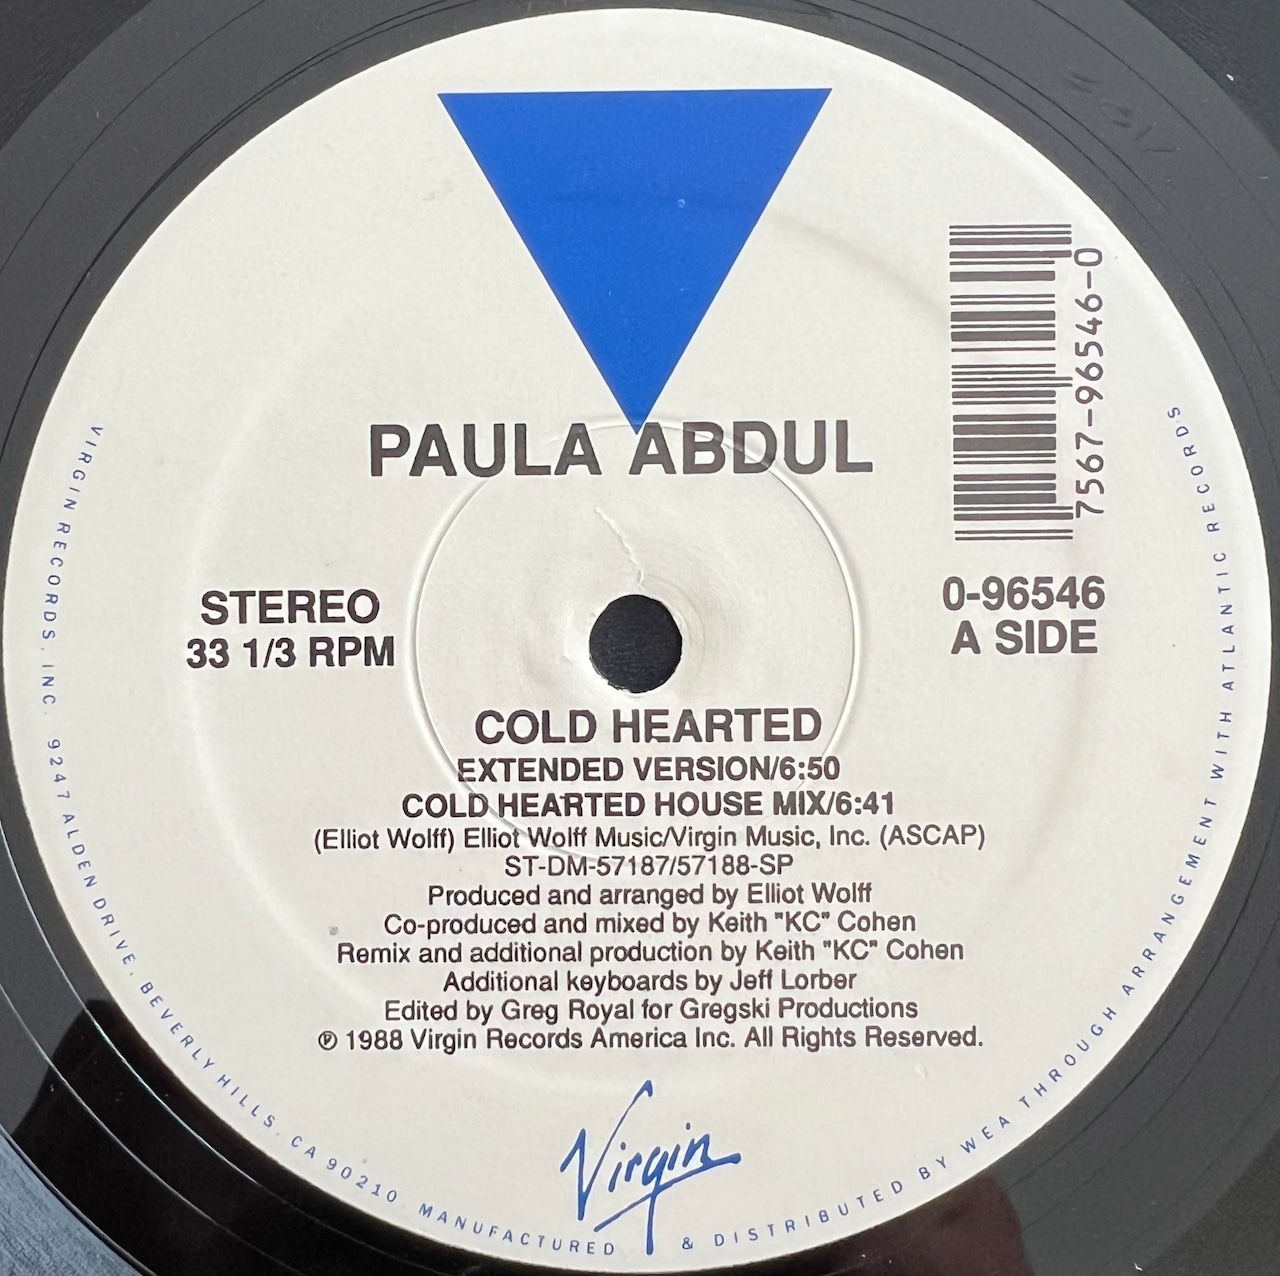 PAULA ABDUL
7567-96546-0
STEREO
33 1/3 RPM
0-96546
A SIDE
COLD HEARTED
EXTENDED VERSION/6:50
COLD HEARTED HOUSE MIX/6:41
(Elliot Wolff) Elliot Wolff Music/Virgin Music, Inc. (ASCAP)
ST-DM-57187/57188-SP
Produced and arranged by Elliot Wolff
Co-produced and mixed by Keith "KC" Cohen
Remix and additional production by Keith "KC" Cohen
Additional keyboards by Jeff Lorber
Edited by Greg Royal for Gregski Productions
℗ 1988 Virgin Records America Inc. All Rights Reserved.
Virgin
VIRGIN RECORDS, INC. 9247 ALDEN DRIVE, BEVERLY HILLS, CA 90210 MANUFACTURED & DISTRIBUTED BY WEA THROUGH ARRANGEMENT WITH ATLANTIC RECORDS